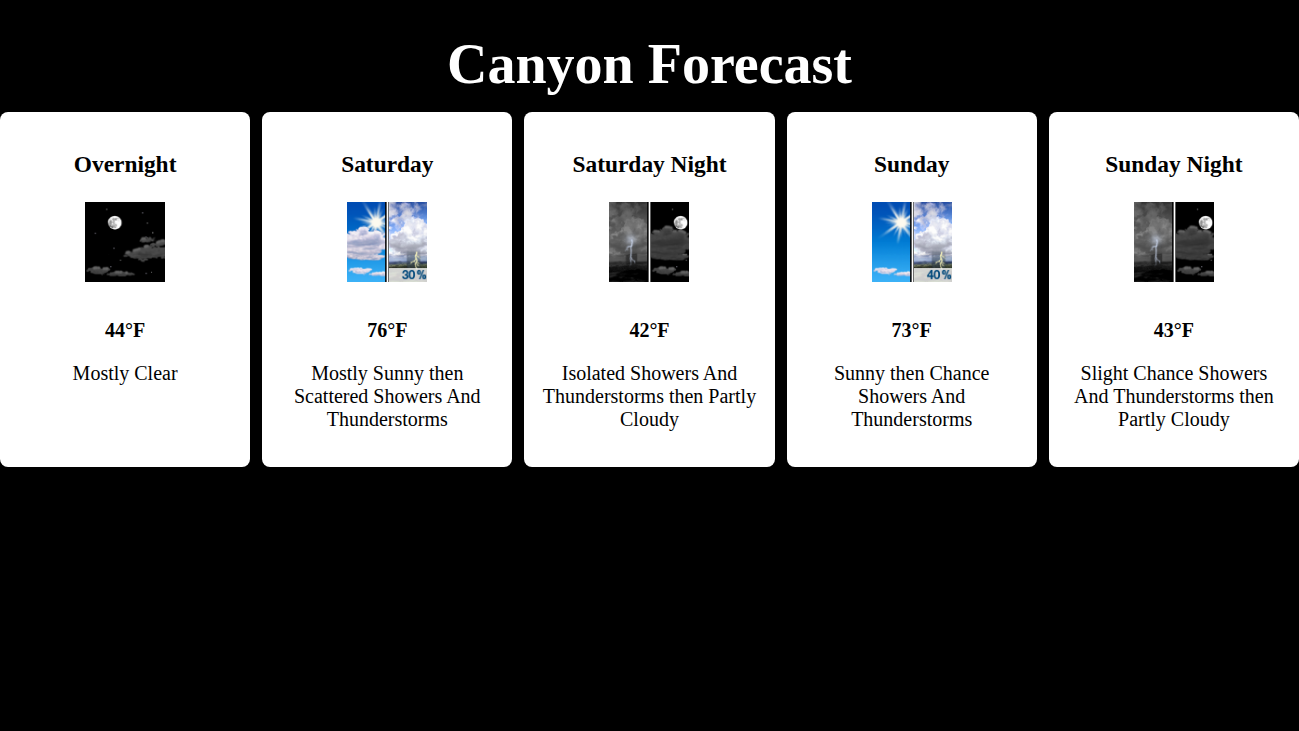 Canyon Forecast
Overnight
44°F
Mostly Clear
Saturday
30%
76°F
Mostly Sunny then
Scattered Showers And
Thunderstorms
Saturday Night
42°F
Isolated Showers And
Thunderstorms then Partly
Cloudy
Sunday
40%
73°F
Sunny then Chance
Showers And
Thunderstorms
Sunday Night
43°F
Slight Chance Showers
And Thunderstorms then
Partly Cloudy